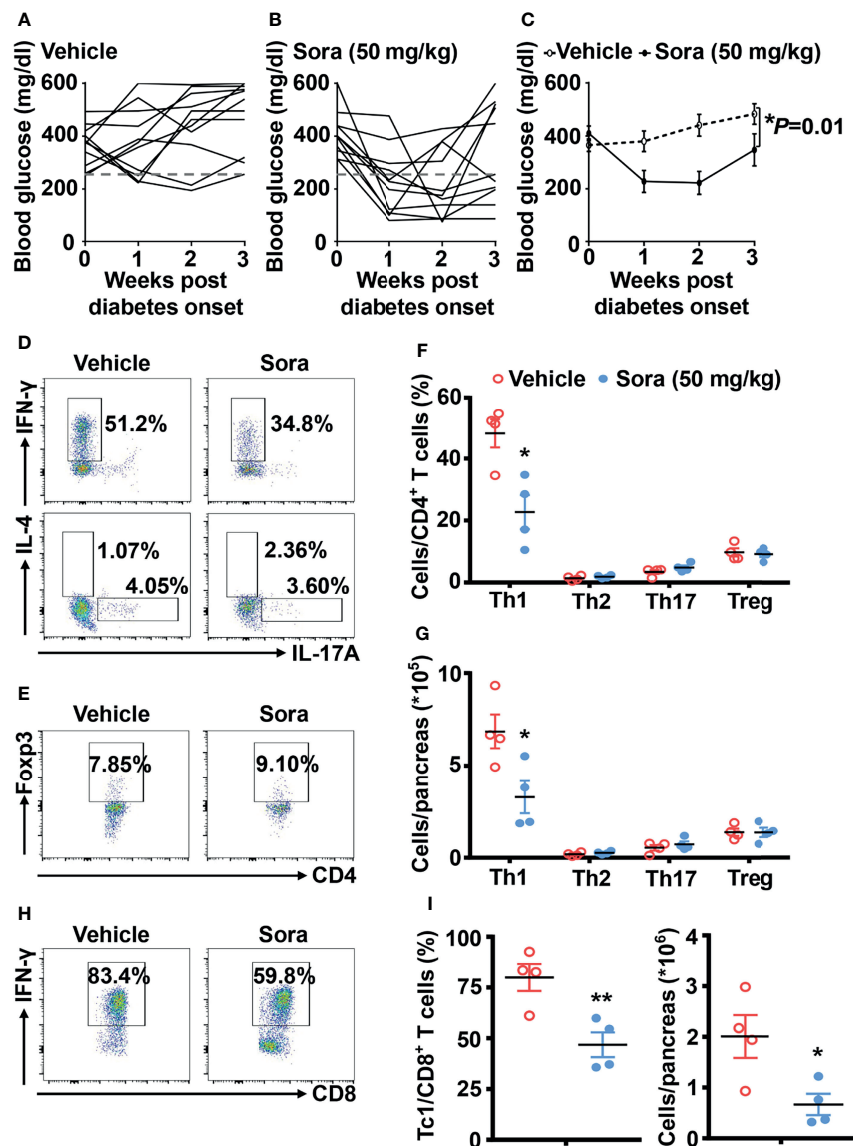 A
B
C
Vehicle
Sora (50 mg/kg)
Vehicle
Sora (50 mg/kg)
Blood glucose (mg/dl)
600
400
200
0
0 1 2 3
Weeks post
diabetes onset
Blood glucose (mg/dl)
600
400
200
0
0 1 2 3
Weeks post
diabetes onset
Blood glucose (mg/dl)
600
400
200
0
*P=0.01
0 1 2 3
Weeks post
diabetes onset
D
Vehicle
Sora
IFN-γ
51.2%
34.8%
IL-4
1.07%
4.05%
2.36%
3.60%
IL-17A
E
Vehicle
Sora
Foxp3
7.85%
9.10%
CD4
F
Vehicle
Sora (50 mg/kg)
Cells/CD4+ T cells (%)
60
40
20
0
*
Th1 Th2 Th17 Treg
G
Cells/pancreas (*10⁵)
10
5
0
*
Th1 Th2 Th17 Treg
H
Vehicle
Sora
IFN-γ
83.4%
59.8%
CD8
I
Tc1/CD8+ T cells (%)
100
75
50
25
0
**
Cells/pancreas (*10⁶)
4
3
2
1
0
*